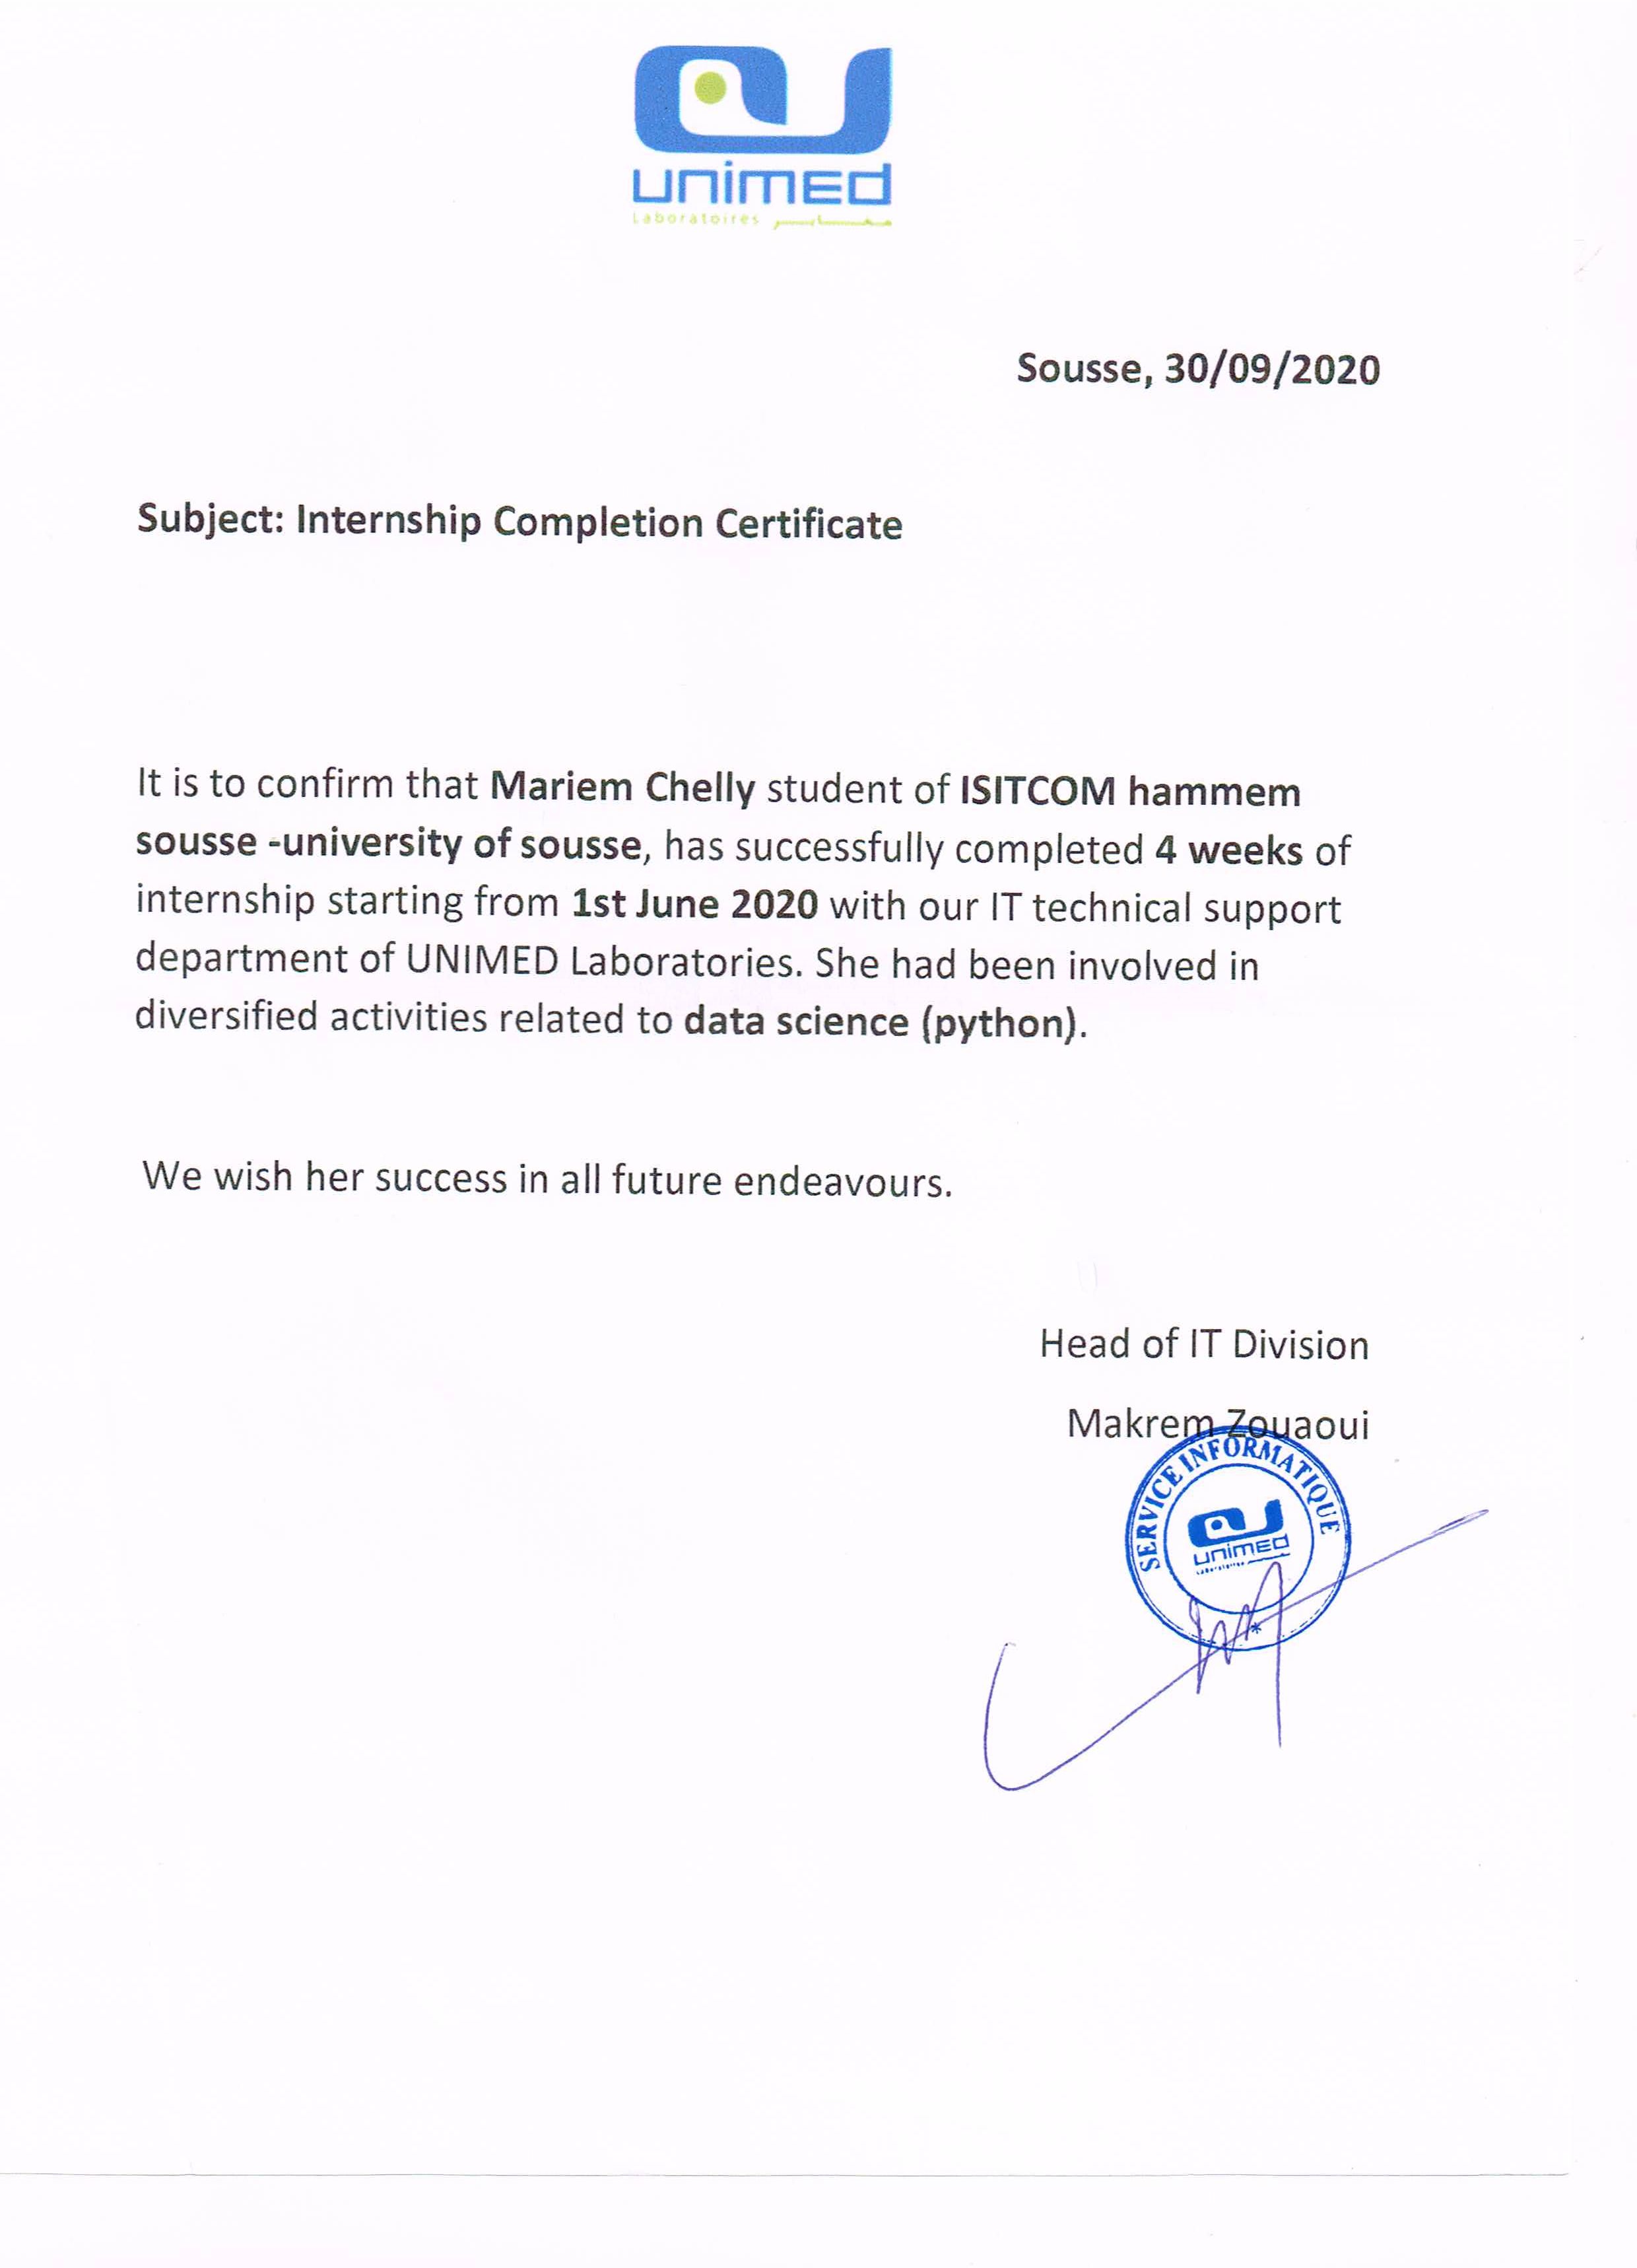 unimed
Laboratoires
Sousse, 30/09/2020
Subject: Internship Completion Certificate
It is to confirm that Mariem Chelly student of ISITCOM hammem
sousse -university of sousse, has successfully completed 4 weeks of
internship starting from 1st June 2020 with our IT technical support
department of UNIMED Laboratories. She had been involved in
diversified activities related to data science (python).
We wish her success in all future endeavours.
Head of IT Division
Makrem Zouaoui
SERVICE INFORMATIQUE
unimed
*